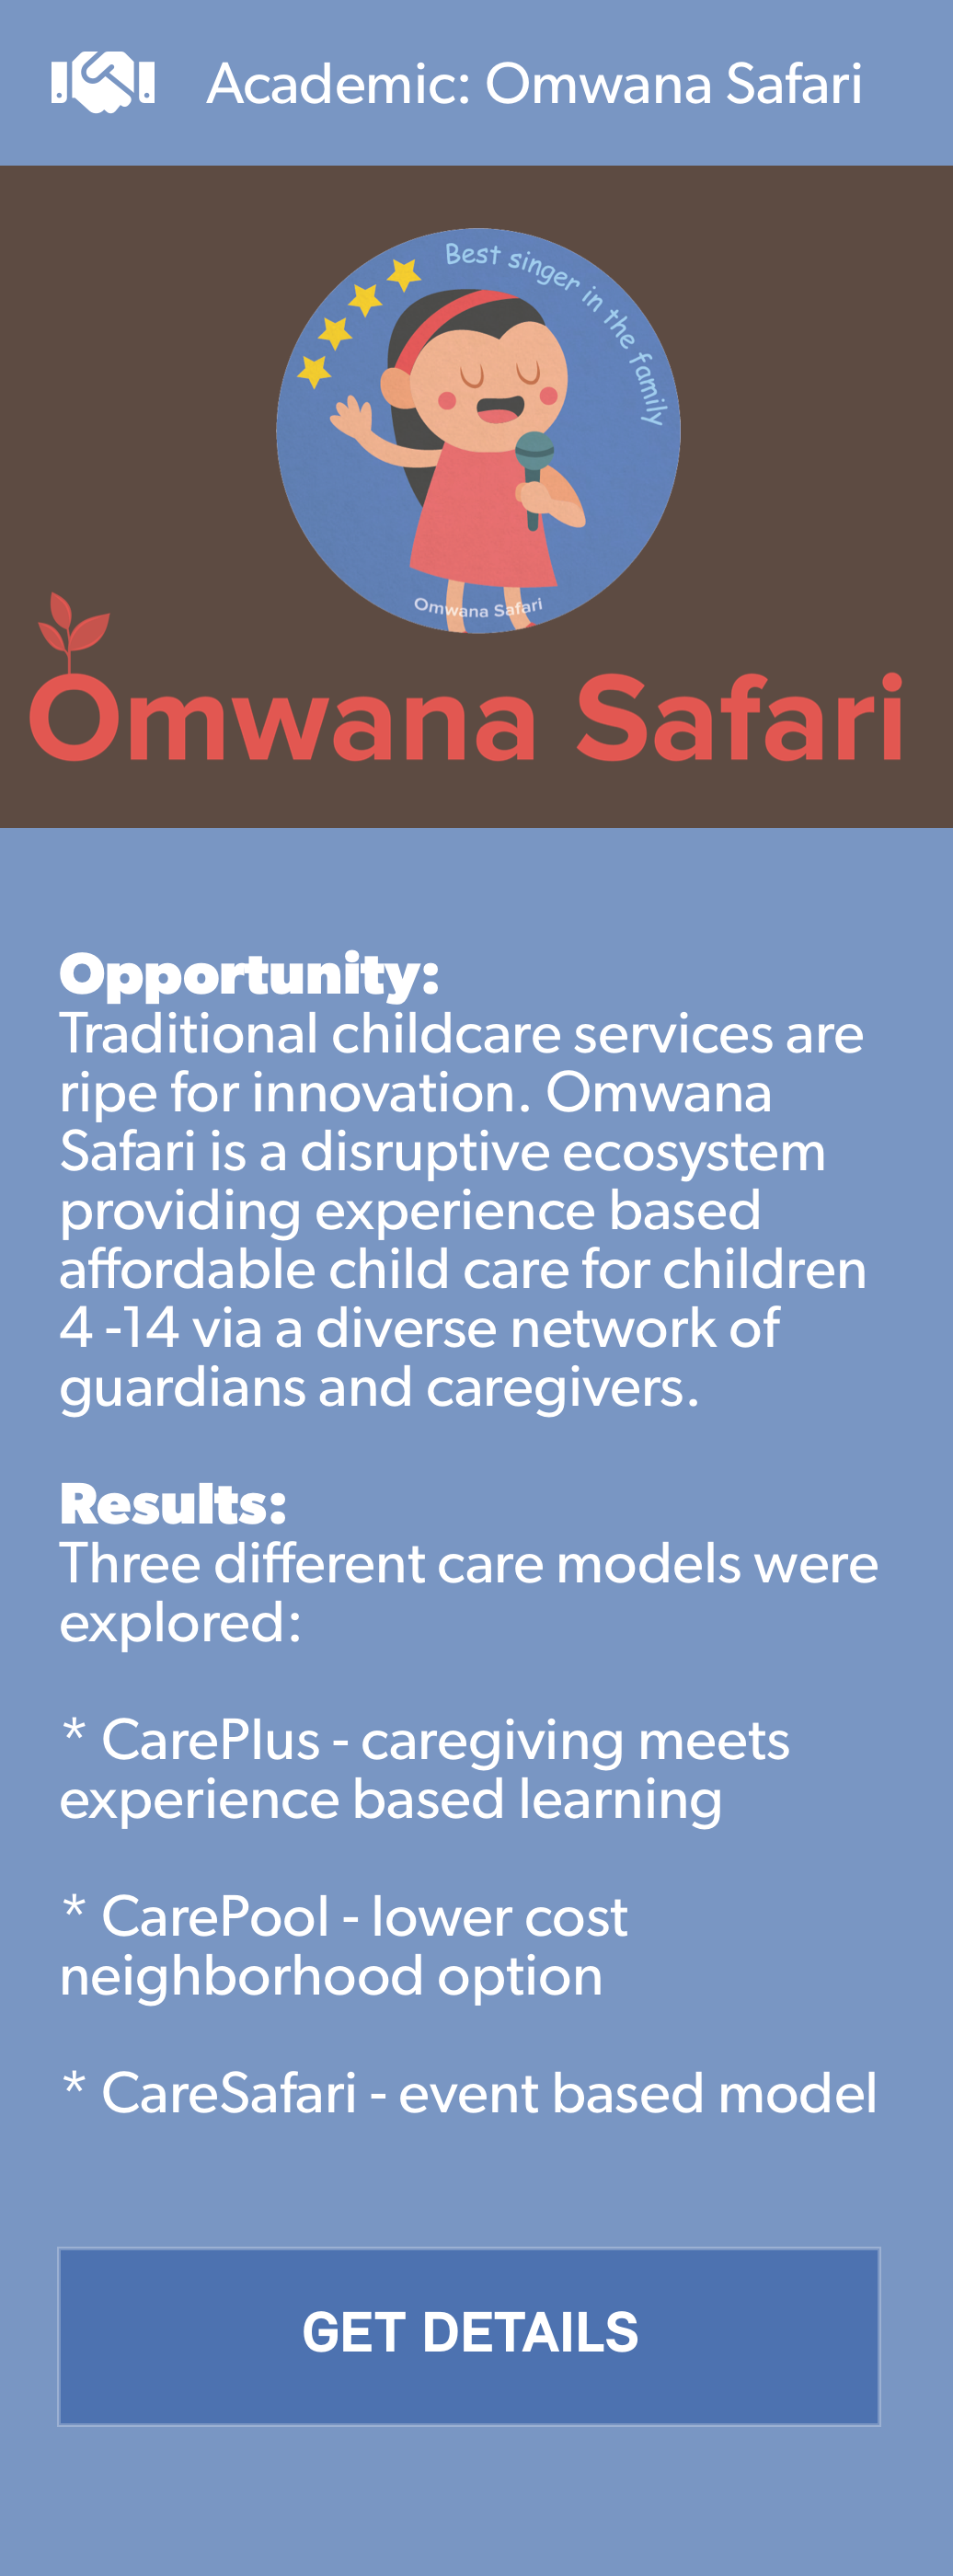 Academic: Omwana Safari
Best singer in the family
Omwana Safari
Omwana Safari
Opportunity:
Traditional childcare services are
ripe for innovation. Omwana
Safari is a disruptive ecosystem
providing experience based
affordable child care for children
4 -14 via a diverse network of
guardians and caregivers.
Results:
Three different care models were
explored:
* CarePlus - caregiving meets
experience based learning
* CarePool - lower cost
neighborhood option
* CareSafari - event based model
GET DETAILS